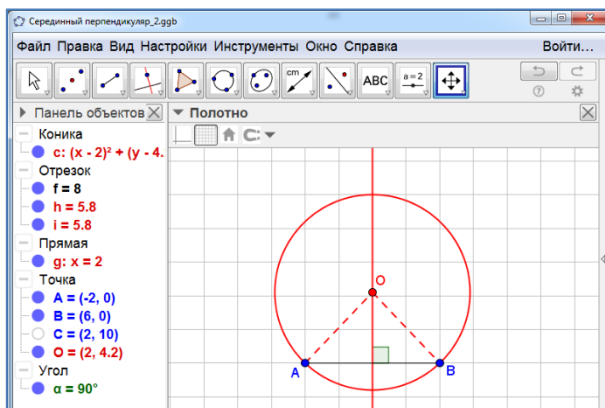 Серединный перпендикуляр_2.ggb
Файл Правка Вид Настройки Инструменты Окно Справка Войти...
cm ABC a=2
Панель объектов
Полотно
Коника
c: (x - 2)² + (y - 4.
Отрезок
f = 8
h = 5.8
i = 5.8
Прямая
g: x = 2
Точка
A = (-2, 0)
B = (6, 0)
C = (2, 10)
O = (2, 4.2)
Угол
α = 90°
O
A
B